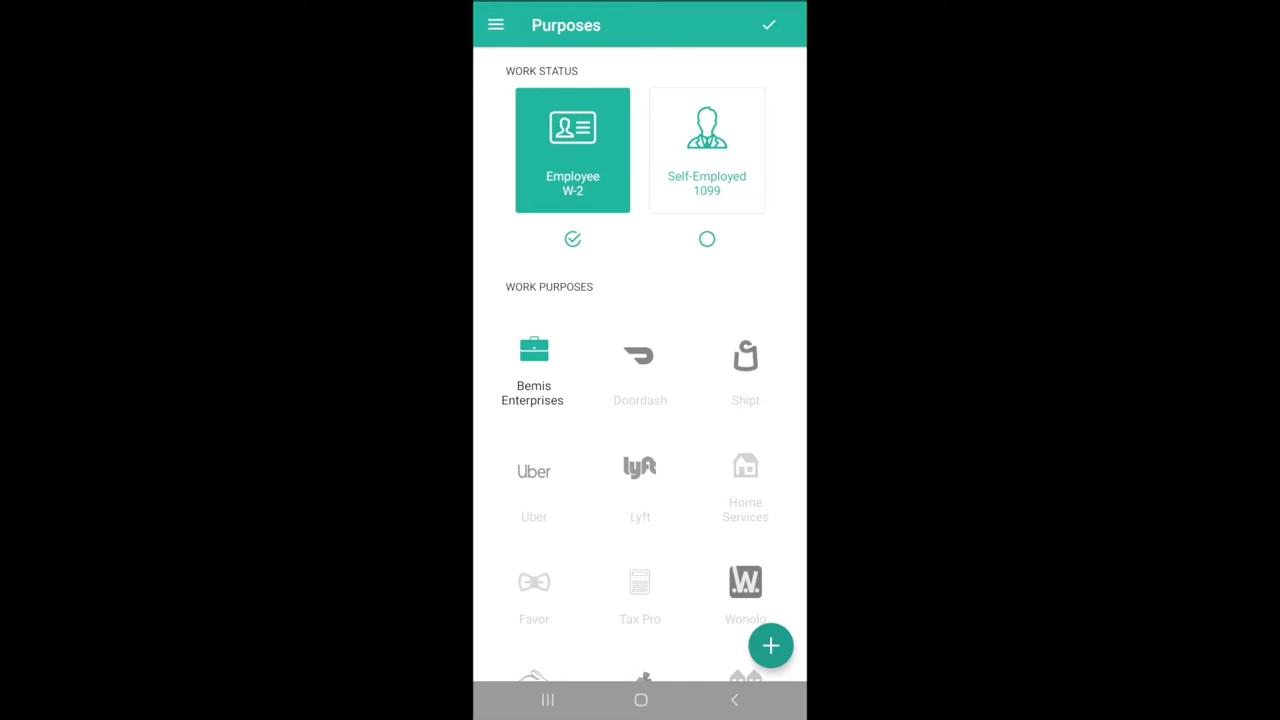 Purposes
WORK STATUS
Employee
W-2
Self-Employed
1099
WORK PURPOSES
Bemis
Enterprises
Doordash
Shipt
Uber
Uber
lyft
Lyft
Home
Services
Favor
Tax Pro
W.
Wonolo